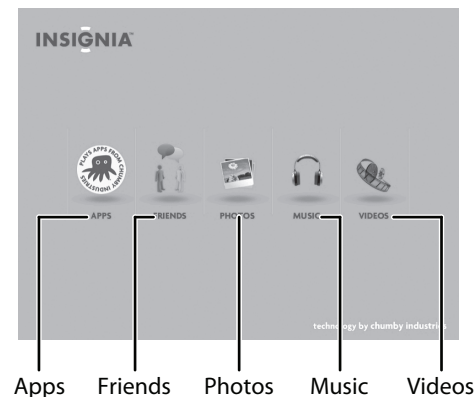 INSIGNIA™
PLAYS APPS FROM CHUMBY INDUSTRIES
APPS FRIENDS PHOTOS MUSIC VIDEOS
technology by chumby industries
Apps Friends Photos Music Videos